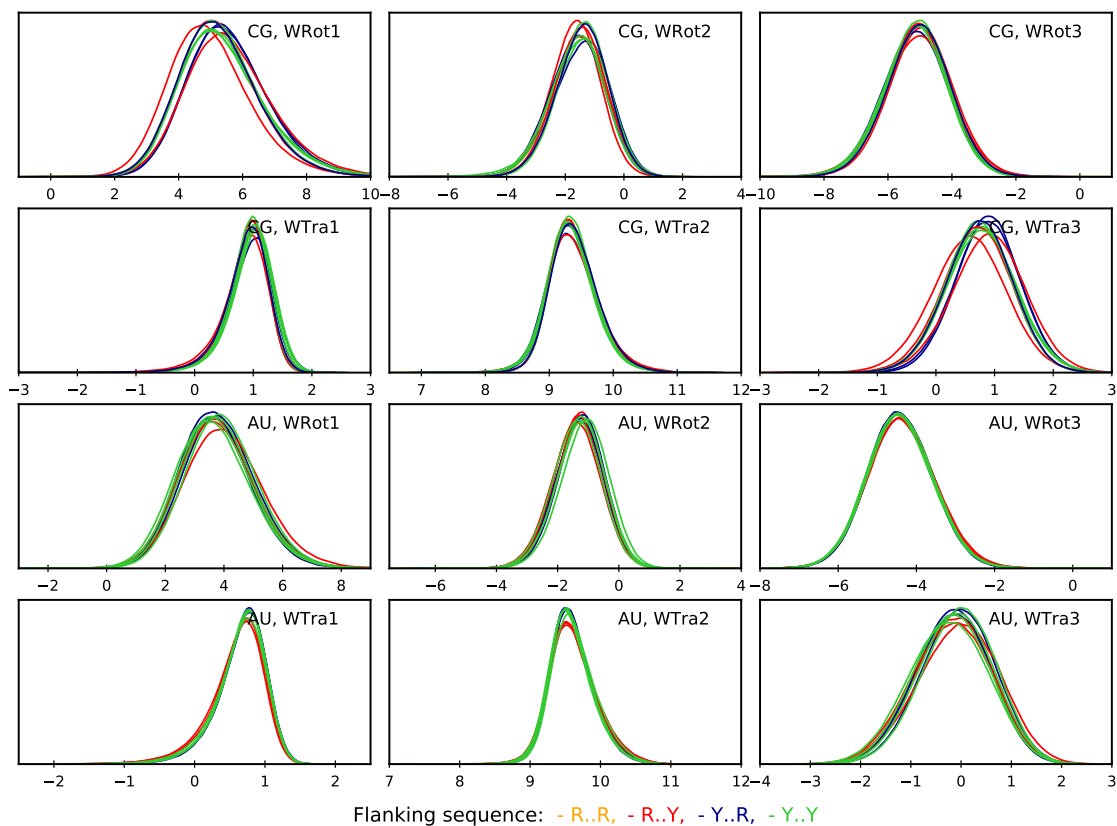 CG, WRot1
CG, WRot2
CG, WRot3
0 2 4 6 8 10
−8 −6 −4 −2 0 2 4
−10 −8 −6 −4 −2 0
CG, WTra1
CG, WTra2
CG, WTra3
−3 −2 −1 0 1 2 3
7 8 9 10 11 12
−3 −2 −1 0 1 2 3
AU, WRot1
AU, WRot2
AU, WRot3
−2 0 2 4 6 8
−6 −4 −2 0 2 4
−8 −6 −4 −2 0
AU, WTra1
AU, WTra2
AU, WTra3
−2 −1 0 1 2
7 8 9 10 11 12
−4 −3 −2 −1 0 1 2 3
Flanking sequence: - R..R, - R..Y, - Y..R, - Y..Y